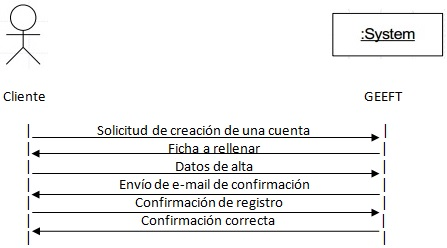 :System
Cliente
GEEFT
Solicitud de creación de una cuenta
Ficha a rellenar
Datos de alta
Envío de e-mail de confirmación
Confirmación de registro
Confirmación correcta